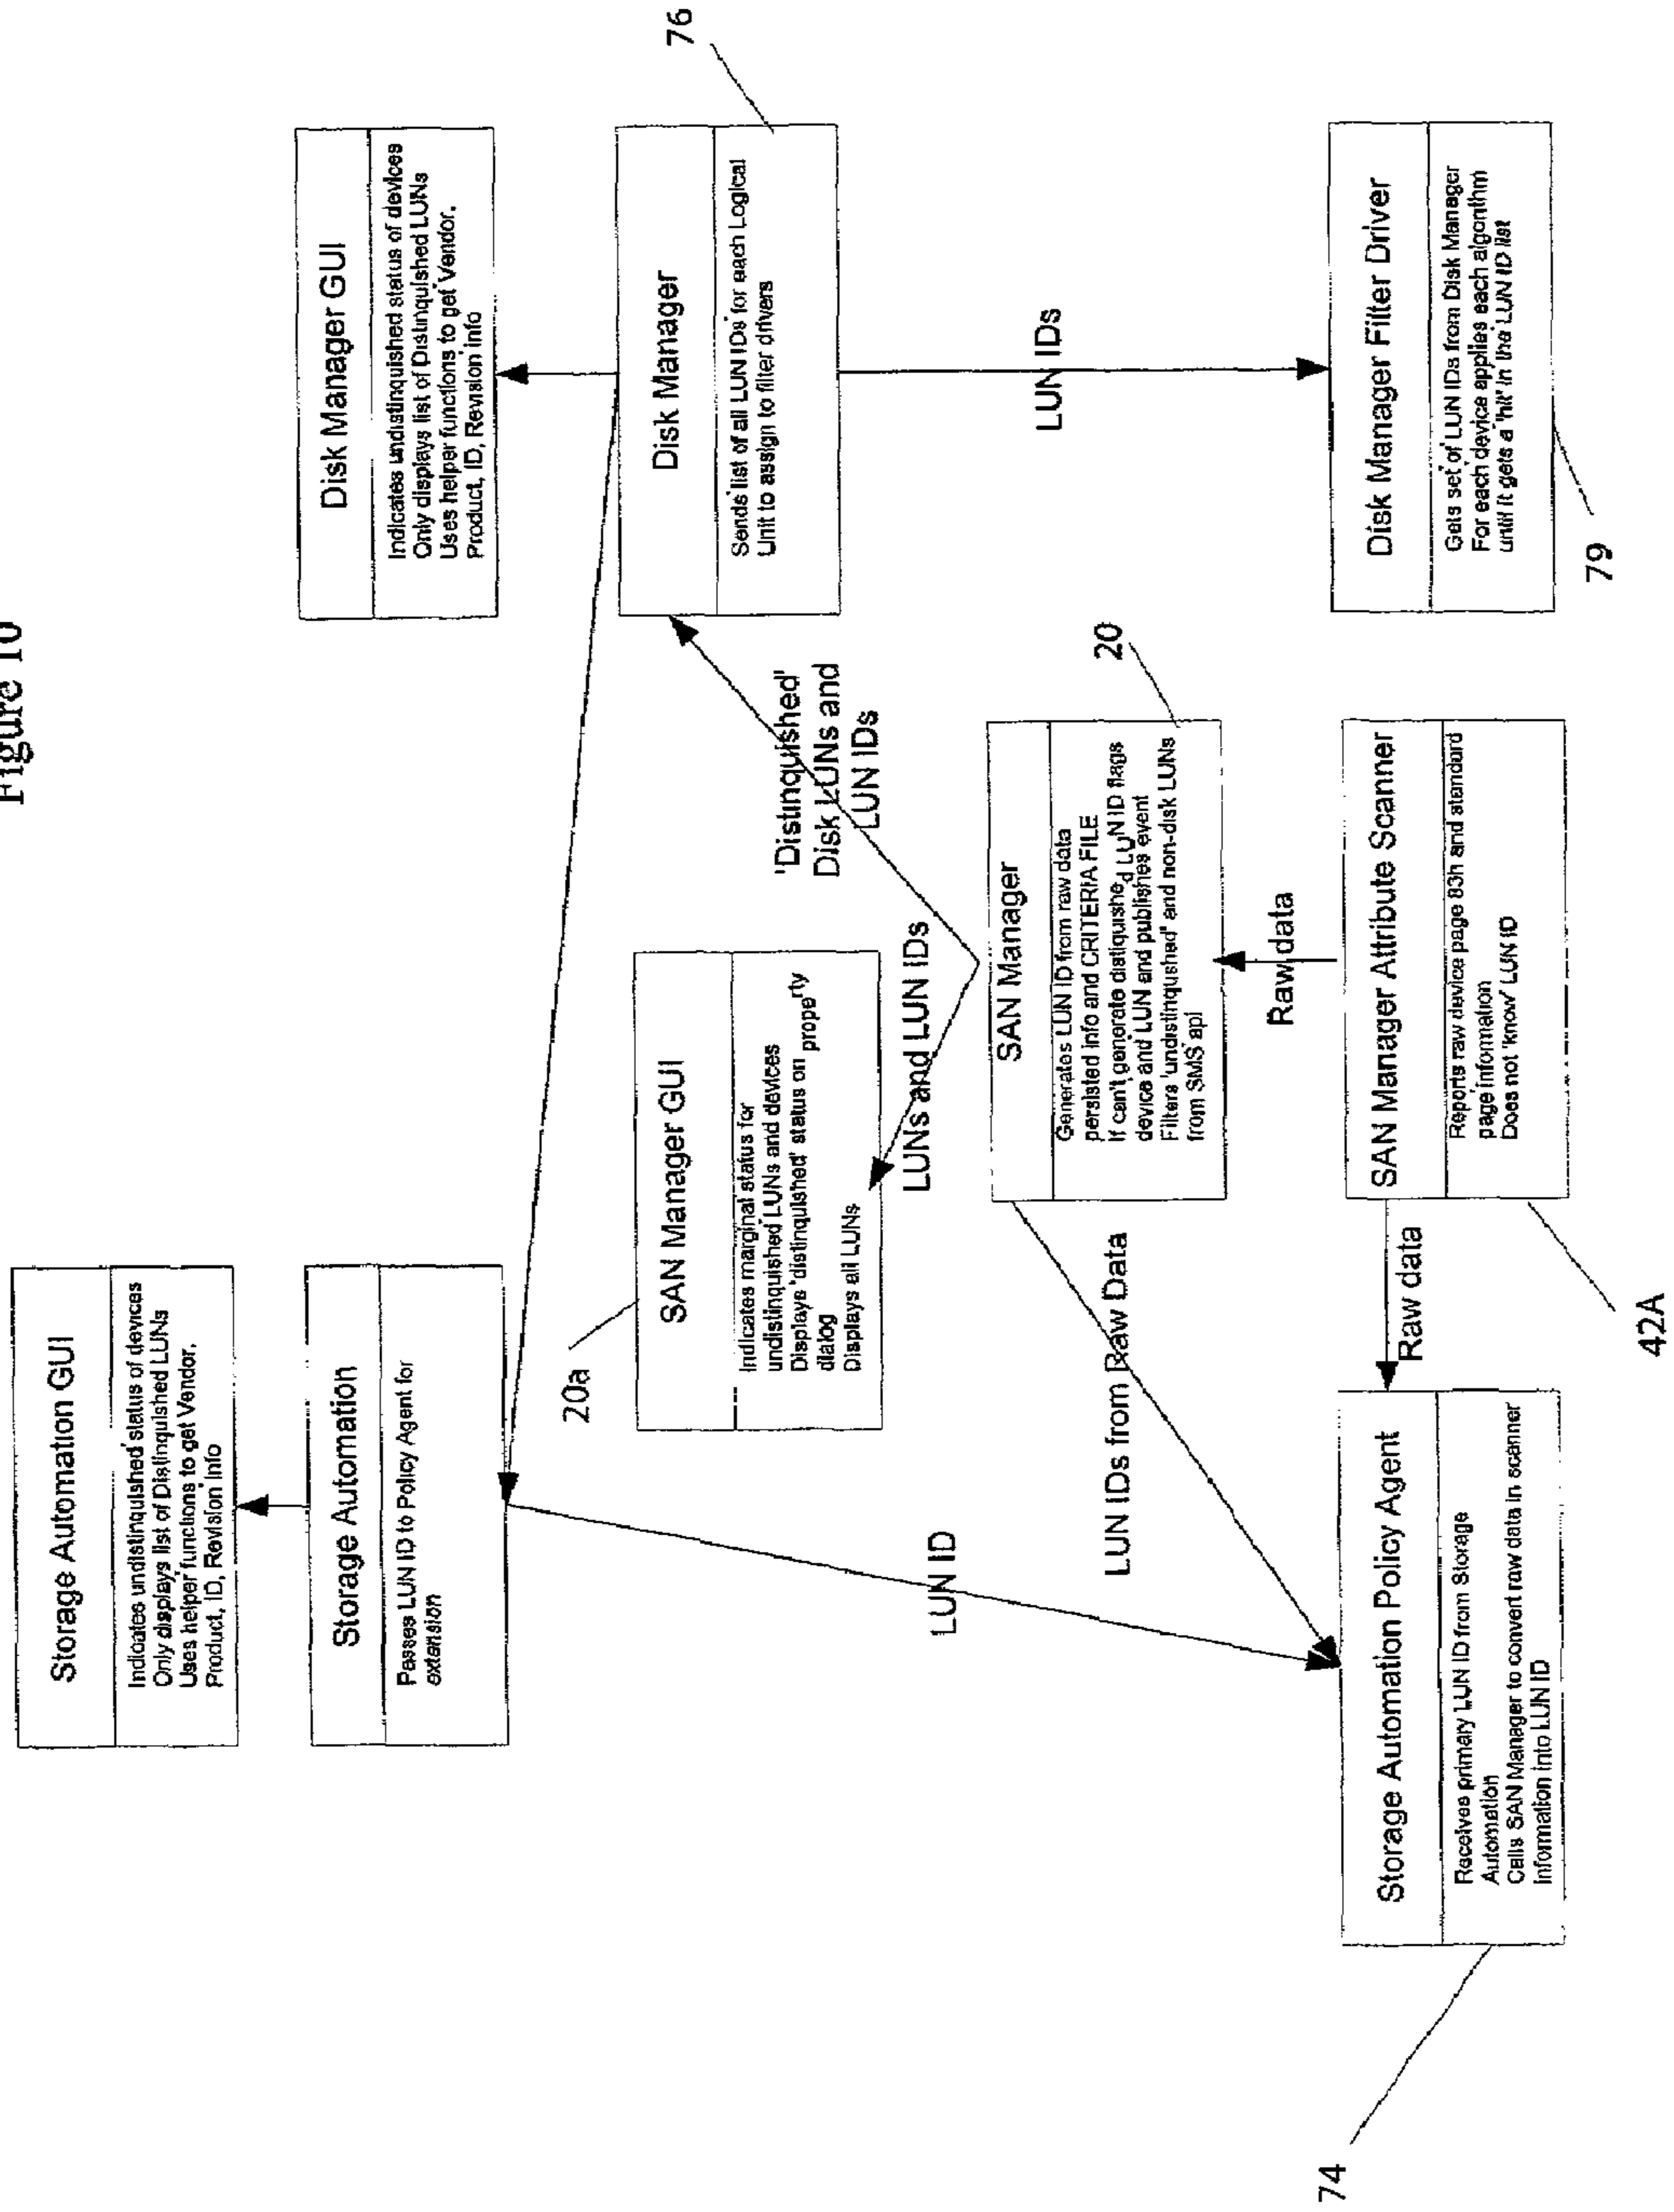 Figure 10
Storage Automation GUI
Indicates undistinquished status of devices
Only displays list of Distinquished LUNs
Uses helper functions to get Vendor,
Product, ID, Revision Info
Storage Automation
Passes LUN ID to Policy Agent for
extension
Disk Manager GUI
Indicates undistinquished status of devices
Only displays list of Distinquished LUNs
Uses helper functions to get Vendor,
Product, ID, Revision info
76
Disk Manager
Sends list of all LUN IDs for each Logical
Unit to assign to filter drivers
20a
SAN Manager GUI
Indicates marginal status for
undistinquished LUNs and devices
Displays 'distinquished' status on property
dialog
Displays all LUNs
'Distinquished'
Disk LUNs and
LUN IDs
LUNs and LUN IDs
LUN ID
LUN IDs
20
SAN Manager
Generates LUN ID from raw data
persisted info and CRITERIA FILE
If can't generate distiquished LUN ID flags
device and LUN and publishes event
Filters 'undistinqushed' and non-disk LUNs
from SMS api
LUN IDs from Raw Data
Raw data
Raw data
Storage Automation Policy Agent
Receives primary LUN ID from Storage
Automation
Calls SAN Manager to convert raw data in scanner
Information into LUN ID
74
SAN Manager Attribute Scanner
Reports raw device page 83h and standard
page information
Does not 'know' LUN ID
42A
Disk Manager Filter Driver
Gets set of LUN IDs from Disk Manager
For each device applies each algorithm
until it gets a 'hit' in the LUN ID list
79